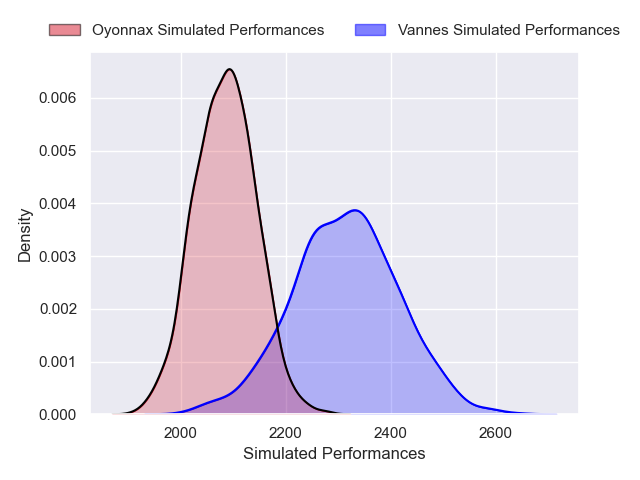 Oyonnax Simulated Performances
Vannes Simulated Performances
0.006
0.005
0.004
0.003
0.002
0.001
0.000
Density
2000
2200
2400
2600
Simulated Performances